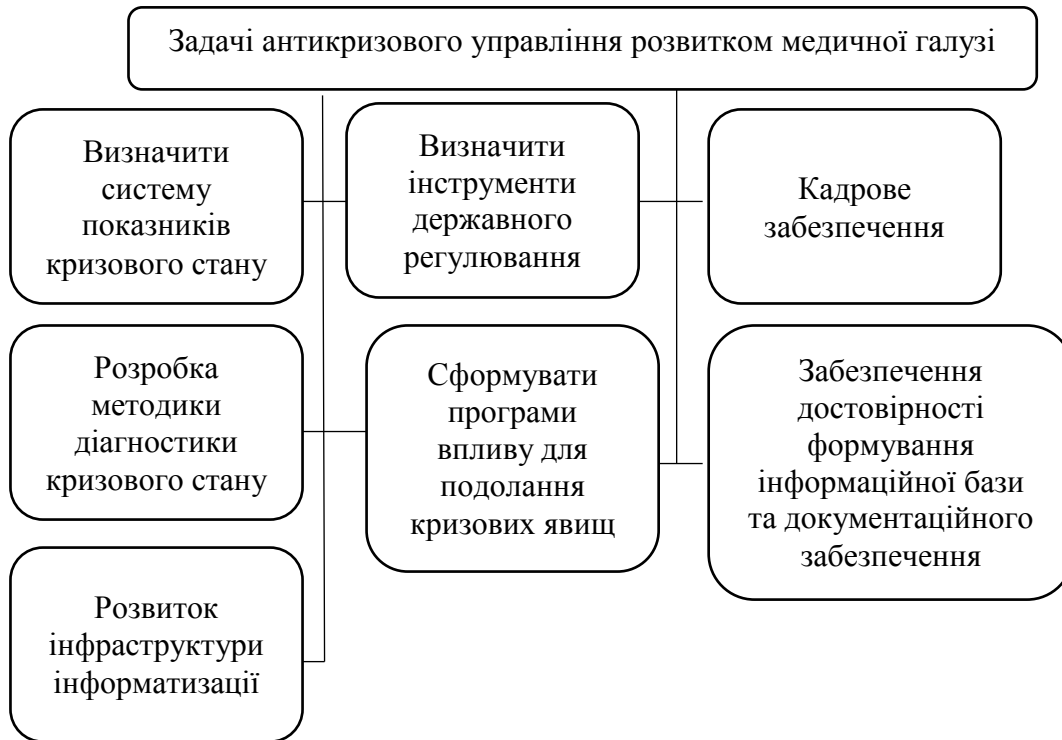 Задачі антикризового управління розвитком медичної галузі
Визначити
систему
показників
кризового стану
Визначити
інструменти
державного
регулювання
Кадрове
забезпечення
Розробка
методики
діагностики
кризового стану
Сформувати
програми
впливу для
подолання
кризових явищ
Забезпечення
достовірності
формування
інформаційної бази
та документаційного
забезпечення
Розвиток
інфраструктури
інформатизації